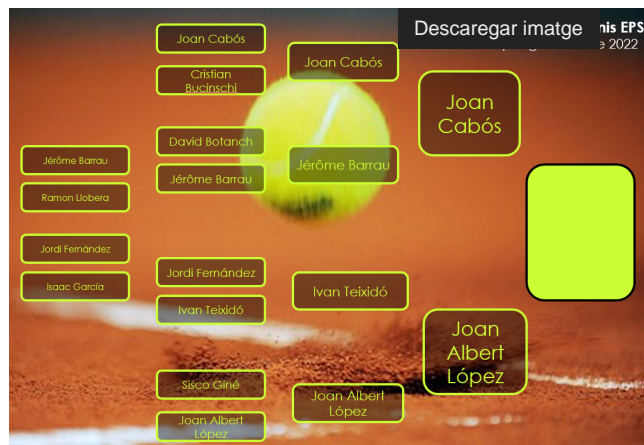 Descaregar imatge
nis EPS
e 2022
Joan Cabós
Cristian
Bucinschi
David Botanch
Jérôme Barrau
Jérôme Barrau
Ramon Llobera
Jordi Fernández
Isaac García
Jordi Fernández
Ivan Teixidó
Sisco Giné
Joan Albert
López
Joan Cabós
Jérôme Barrau
Ivan Teixidó
Joan Albert
López
Joan
Cabós
Joan
Albert
López